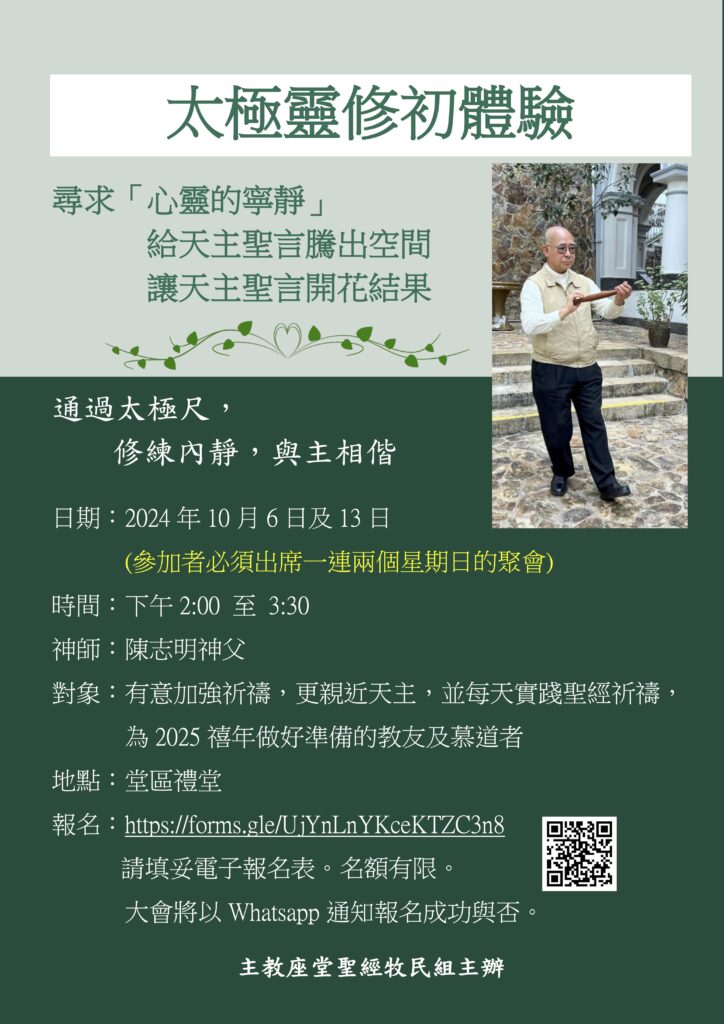 太極靈修初體驗
尋求「心靈的寧靜」
給天主聖言騰出空間
讓天主聖言開花結果
通過太極尺，
修練內靜，與主相偕
日期：2024 年 10 月 6 日及 13 日
(參加者必須出席一連兩個星期日的聚會)
時間：下午 2:00 至 3:30
神師：陳志明神父
對象：有意加強祈禱，更親近天主，並每天實踐聖經祈禱，
為 2025 禧年做好準備的教友及慕道者
地點：堂區禮堂
報名：https://forms.gle/UjYnLnYKceKTZC3n8
請填妥電子報名表。名額有限。
大會將以 Whatsapp 通知報名成功與否。
主教座堂聖經牧民組主辦